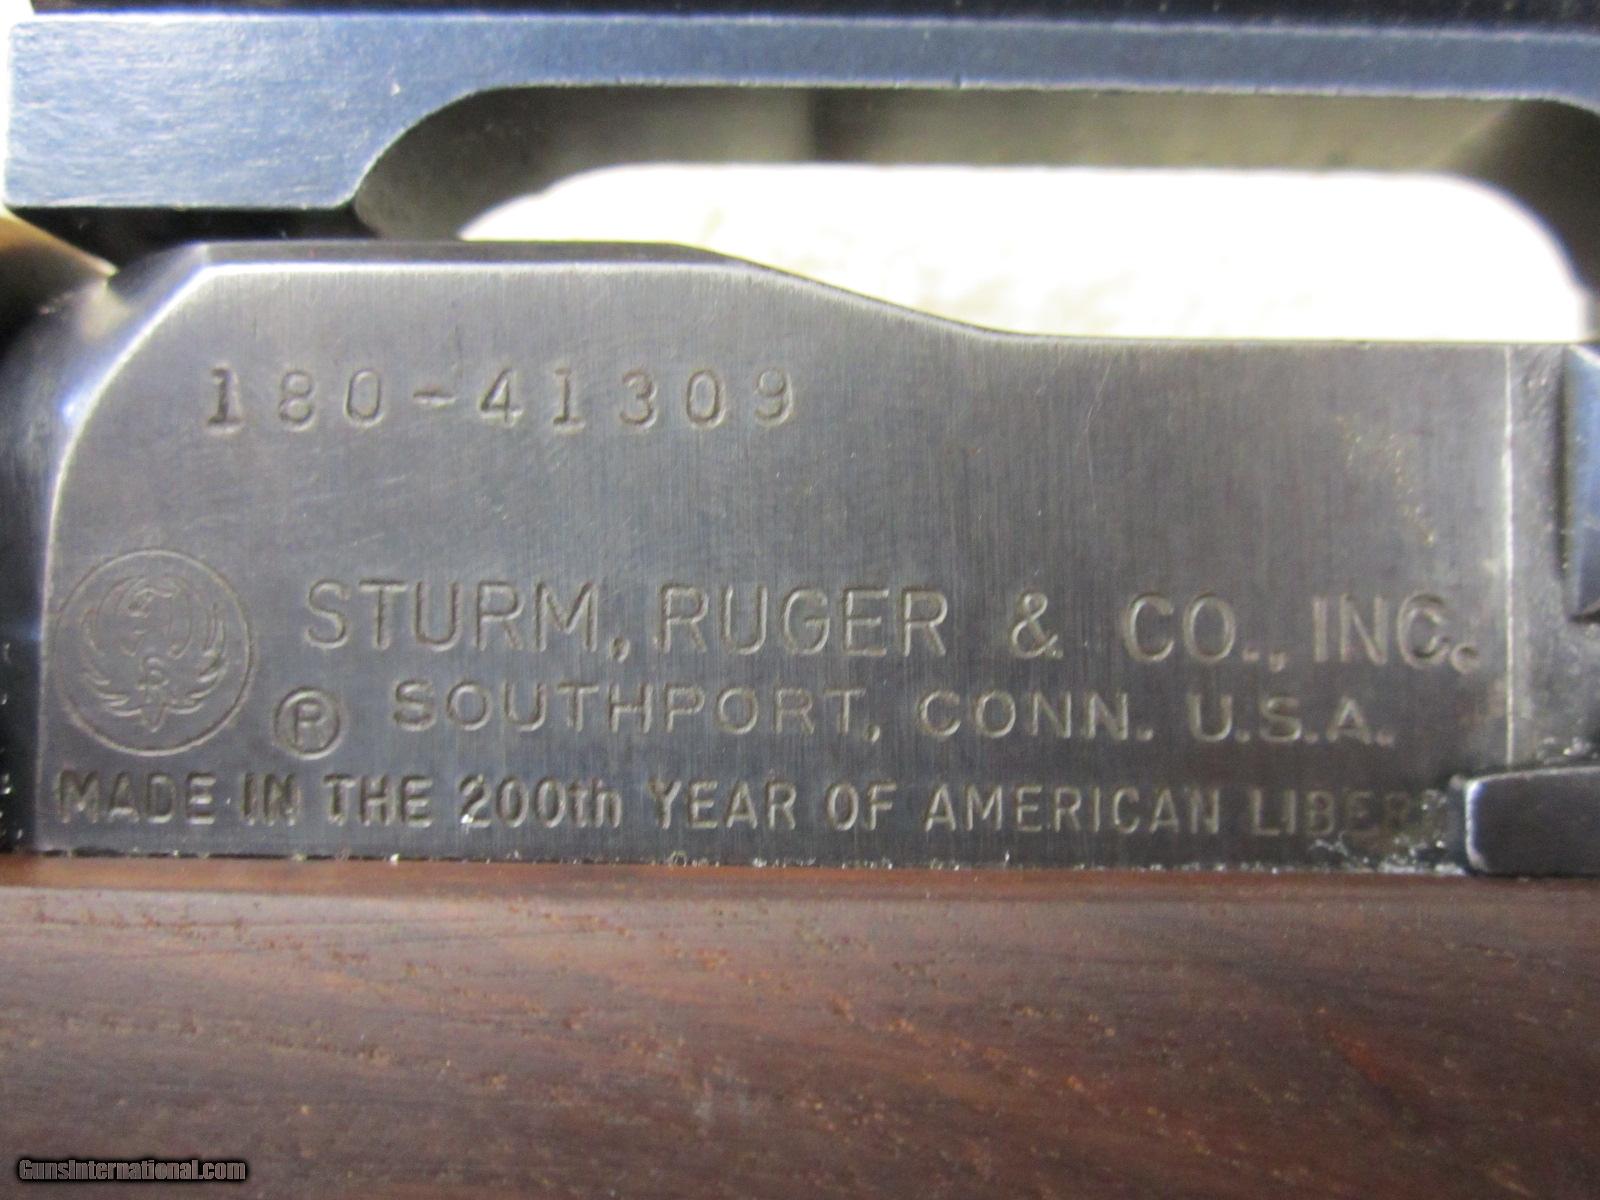 180-41309
STURM, RUGER & CO., INC.
® SOUTHPORT, CONN. U.S.A.
MADE IN THE 200th YEAR OF AMERICAN
GunsInternational.com